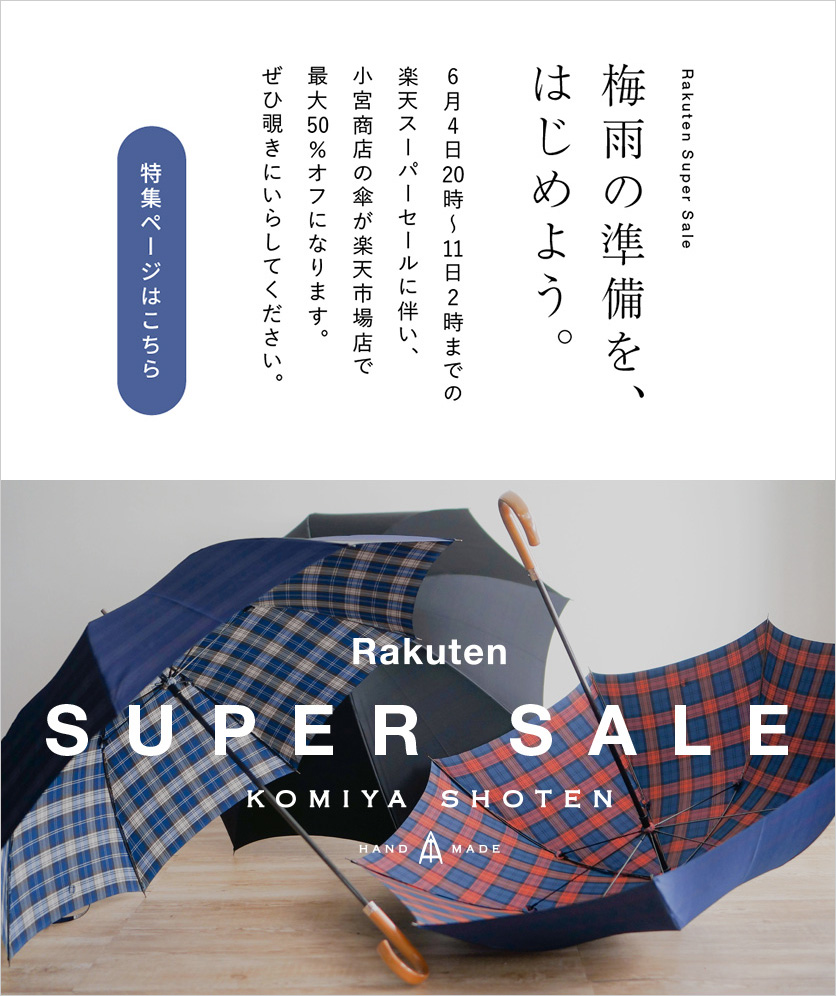 Rakuten Super Sale
梅雨の準備を、
はじめよう。
6月4日20時〜11日2時までの
楽天スーパーセールに伴い、
小宮商店の傘が楽天市場店で
最大50%オフになります。
ぜひ覗きにいらしてください。
特集ページはこちら
Rakuten
SUPER SALE
KOMIYA SHOTEN
HAND MADE